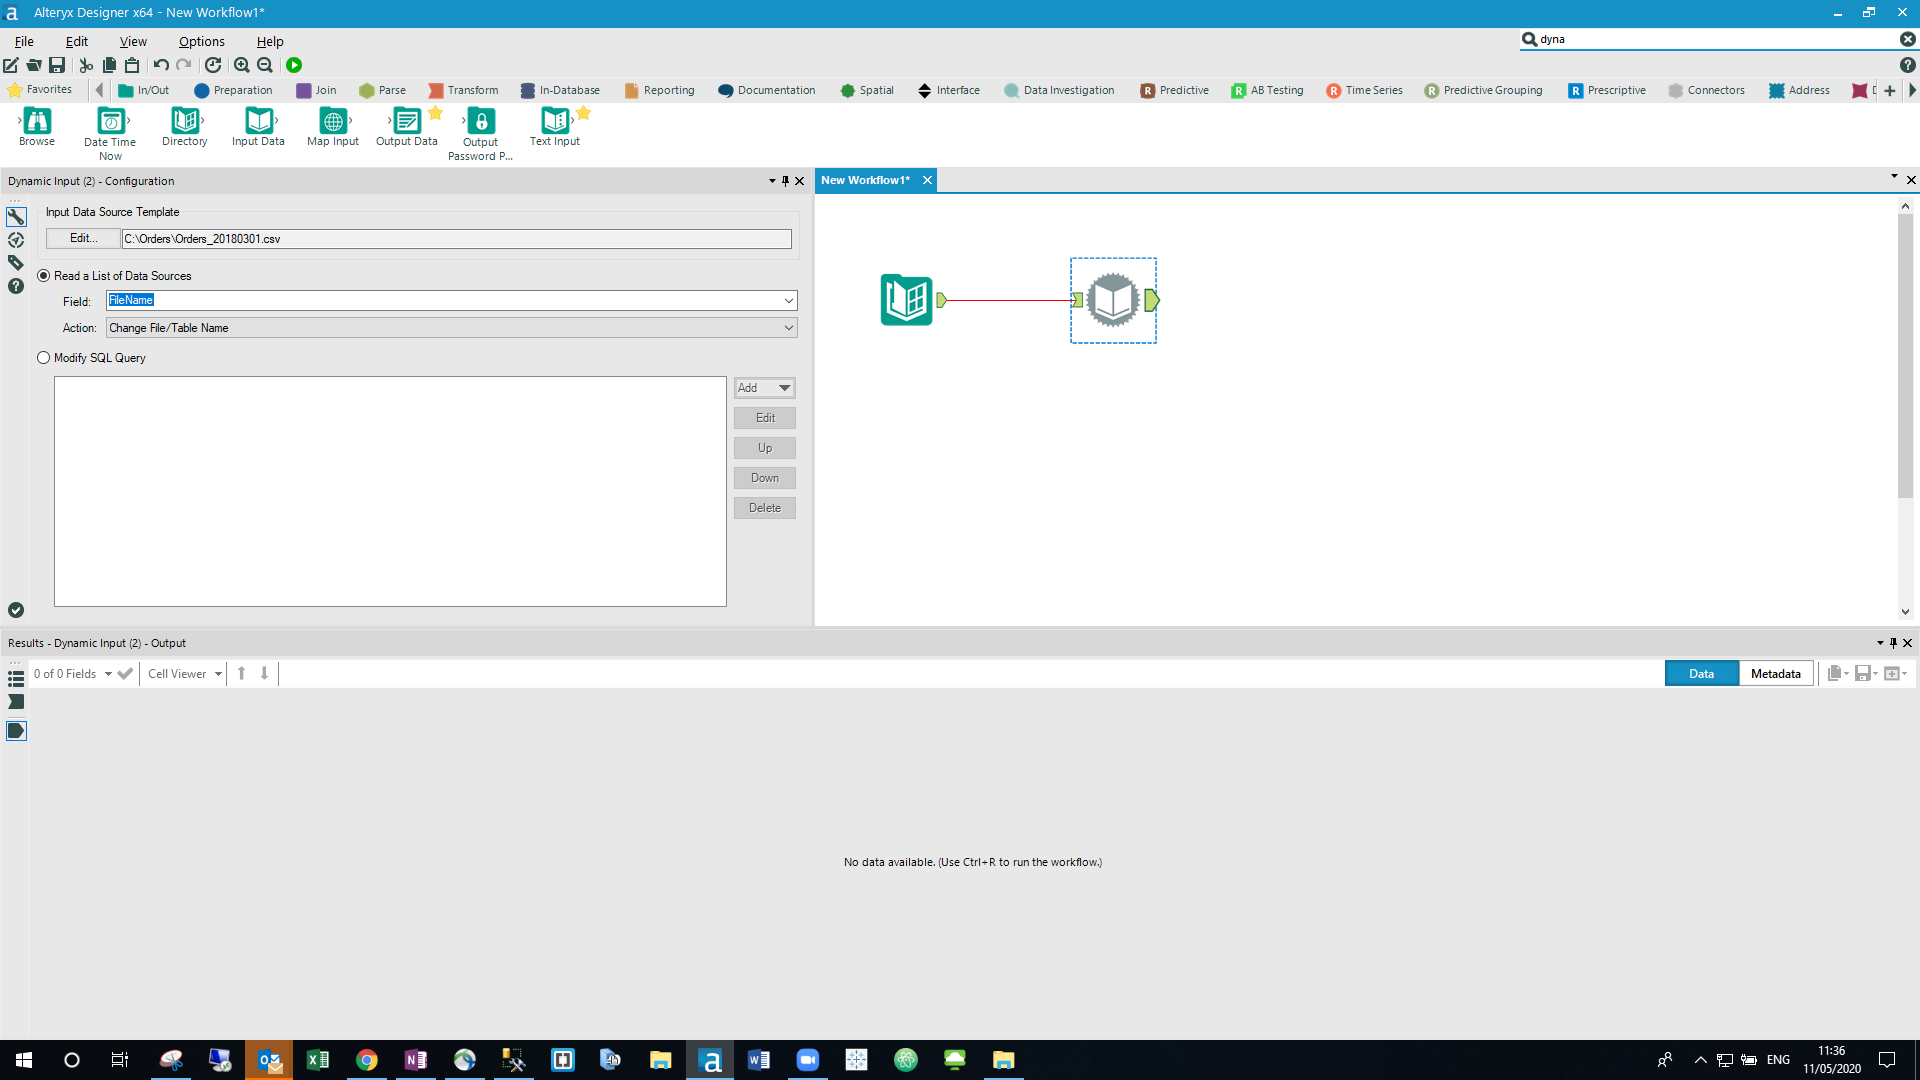 Alteryx Designer x64 - New Workflow1*
File Edit View Options Help
dyna
Favorites In/Out Preparation Join Parse Transform In-Database Reporting Documentation Spatial Interface Data Investigation Predictive AB Testing Time Series Predictive Grouping Prescriptive Connectors Address
Browse Date Time Now Directory Input Data Map Input Output Data Output Password P... Text Input
Dynamic Input (2) - Configuration
New Workflow1*
Input Data Source Template
Edit... C:\Orders\Orders_20180301.csv
Read a List of Data Sources
Field: FileName
Action: Change File/Table Name
Modify SQL Query
Add
Edit
Up
Down
Delete
Results - Dynamic Input (2) - Output
0 of 0 Fields Cell Viewer Data Metadata
No data available. (Use Ctrl+R to run the workflow.)
ENG
11:36
11/05/2020